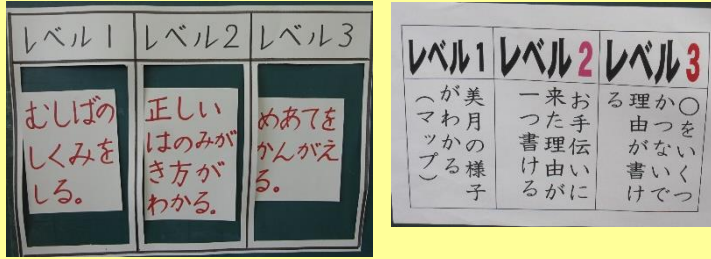 レベル1
レベル2
レベル3
むしばの
しくみを
しる。
正しい
はのみが
き方が
わかる。
めあてを
かんがえ
る。
レベル1
レベル2
レベル3
美月の様子
がわかる
（マップ）
お手伝いに
来た理由が
一つ書ける
○をいくつ
かつないで
理由が書け
る